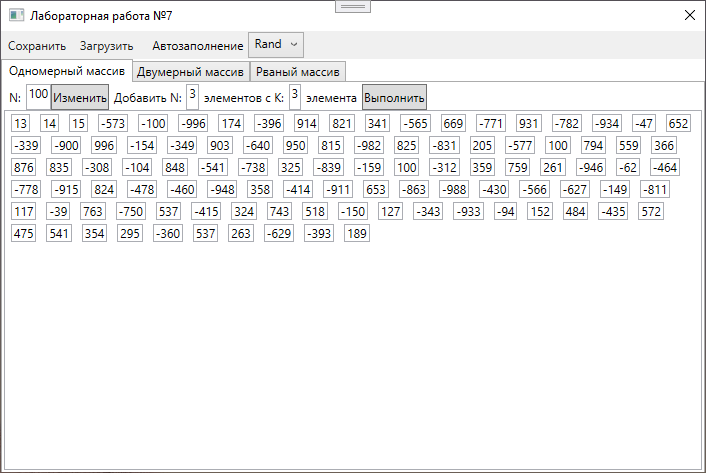 Лабораторная работа №7
Сохранить Загрузить Автозаполнение Rand
Одномерный массив Двумерный массив Рваный массив
N: 100 Изменить Добавить N: 3 элементов с К: 3 элемента Выполнить
13 14 15 -573 -100 -996 174 -396 914 821 341 -565 669 -771 931 -782 -934 -47 652
-339 -900 996 -154 -349 903 -640 950 815 -982 825 -831 205 -577 100 794 559 366
876 835 -308 -104 848 -541 -738 325 -839 -159 100 -312 359 759 261 -946 -62 -464
-778 -915 824 -478 -460 -948 358 -414 -911 653 -863 -988 -430 -566 -627 -149 -811
117 -39 763 -750 537 -415 324 743 518 -150 127 -343 -933 -94 152 484 -435 572
475 541 354 295 -360 537 263 -629 -393 189